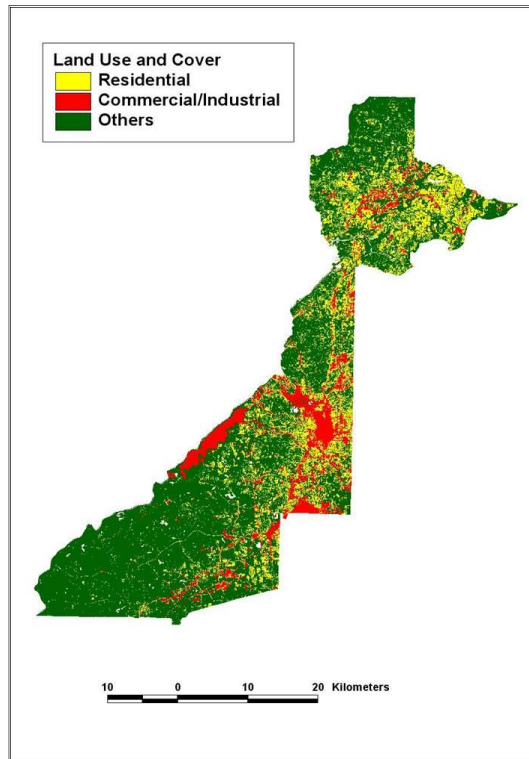 Land Use and Cover
Residential
Commercial/Industrial
Others
10 0 10 20 Kilometers